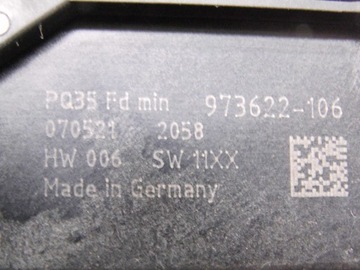 PQ35 Fd min 973622-106
070521 2058
HW 006 SW 11XX
Made in Germany